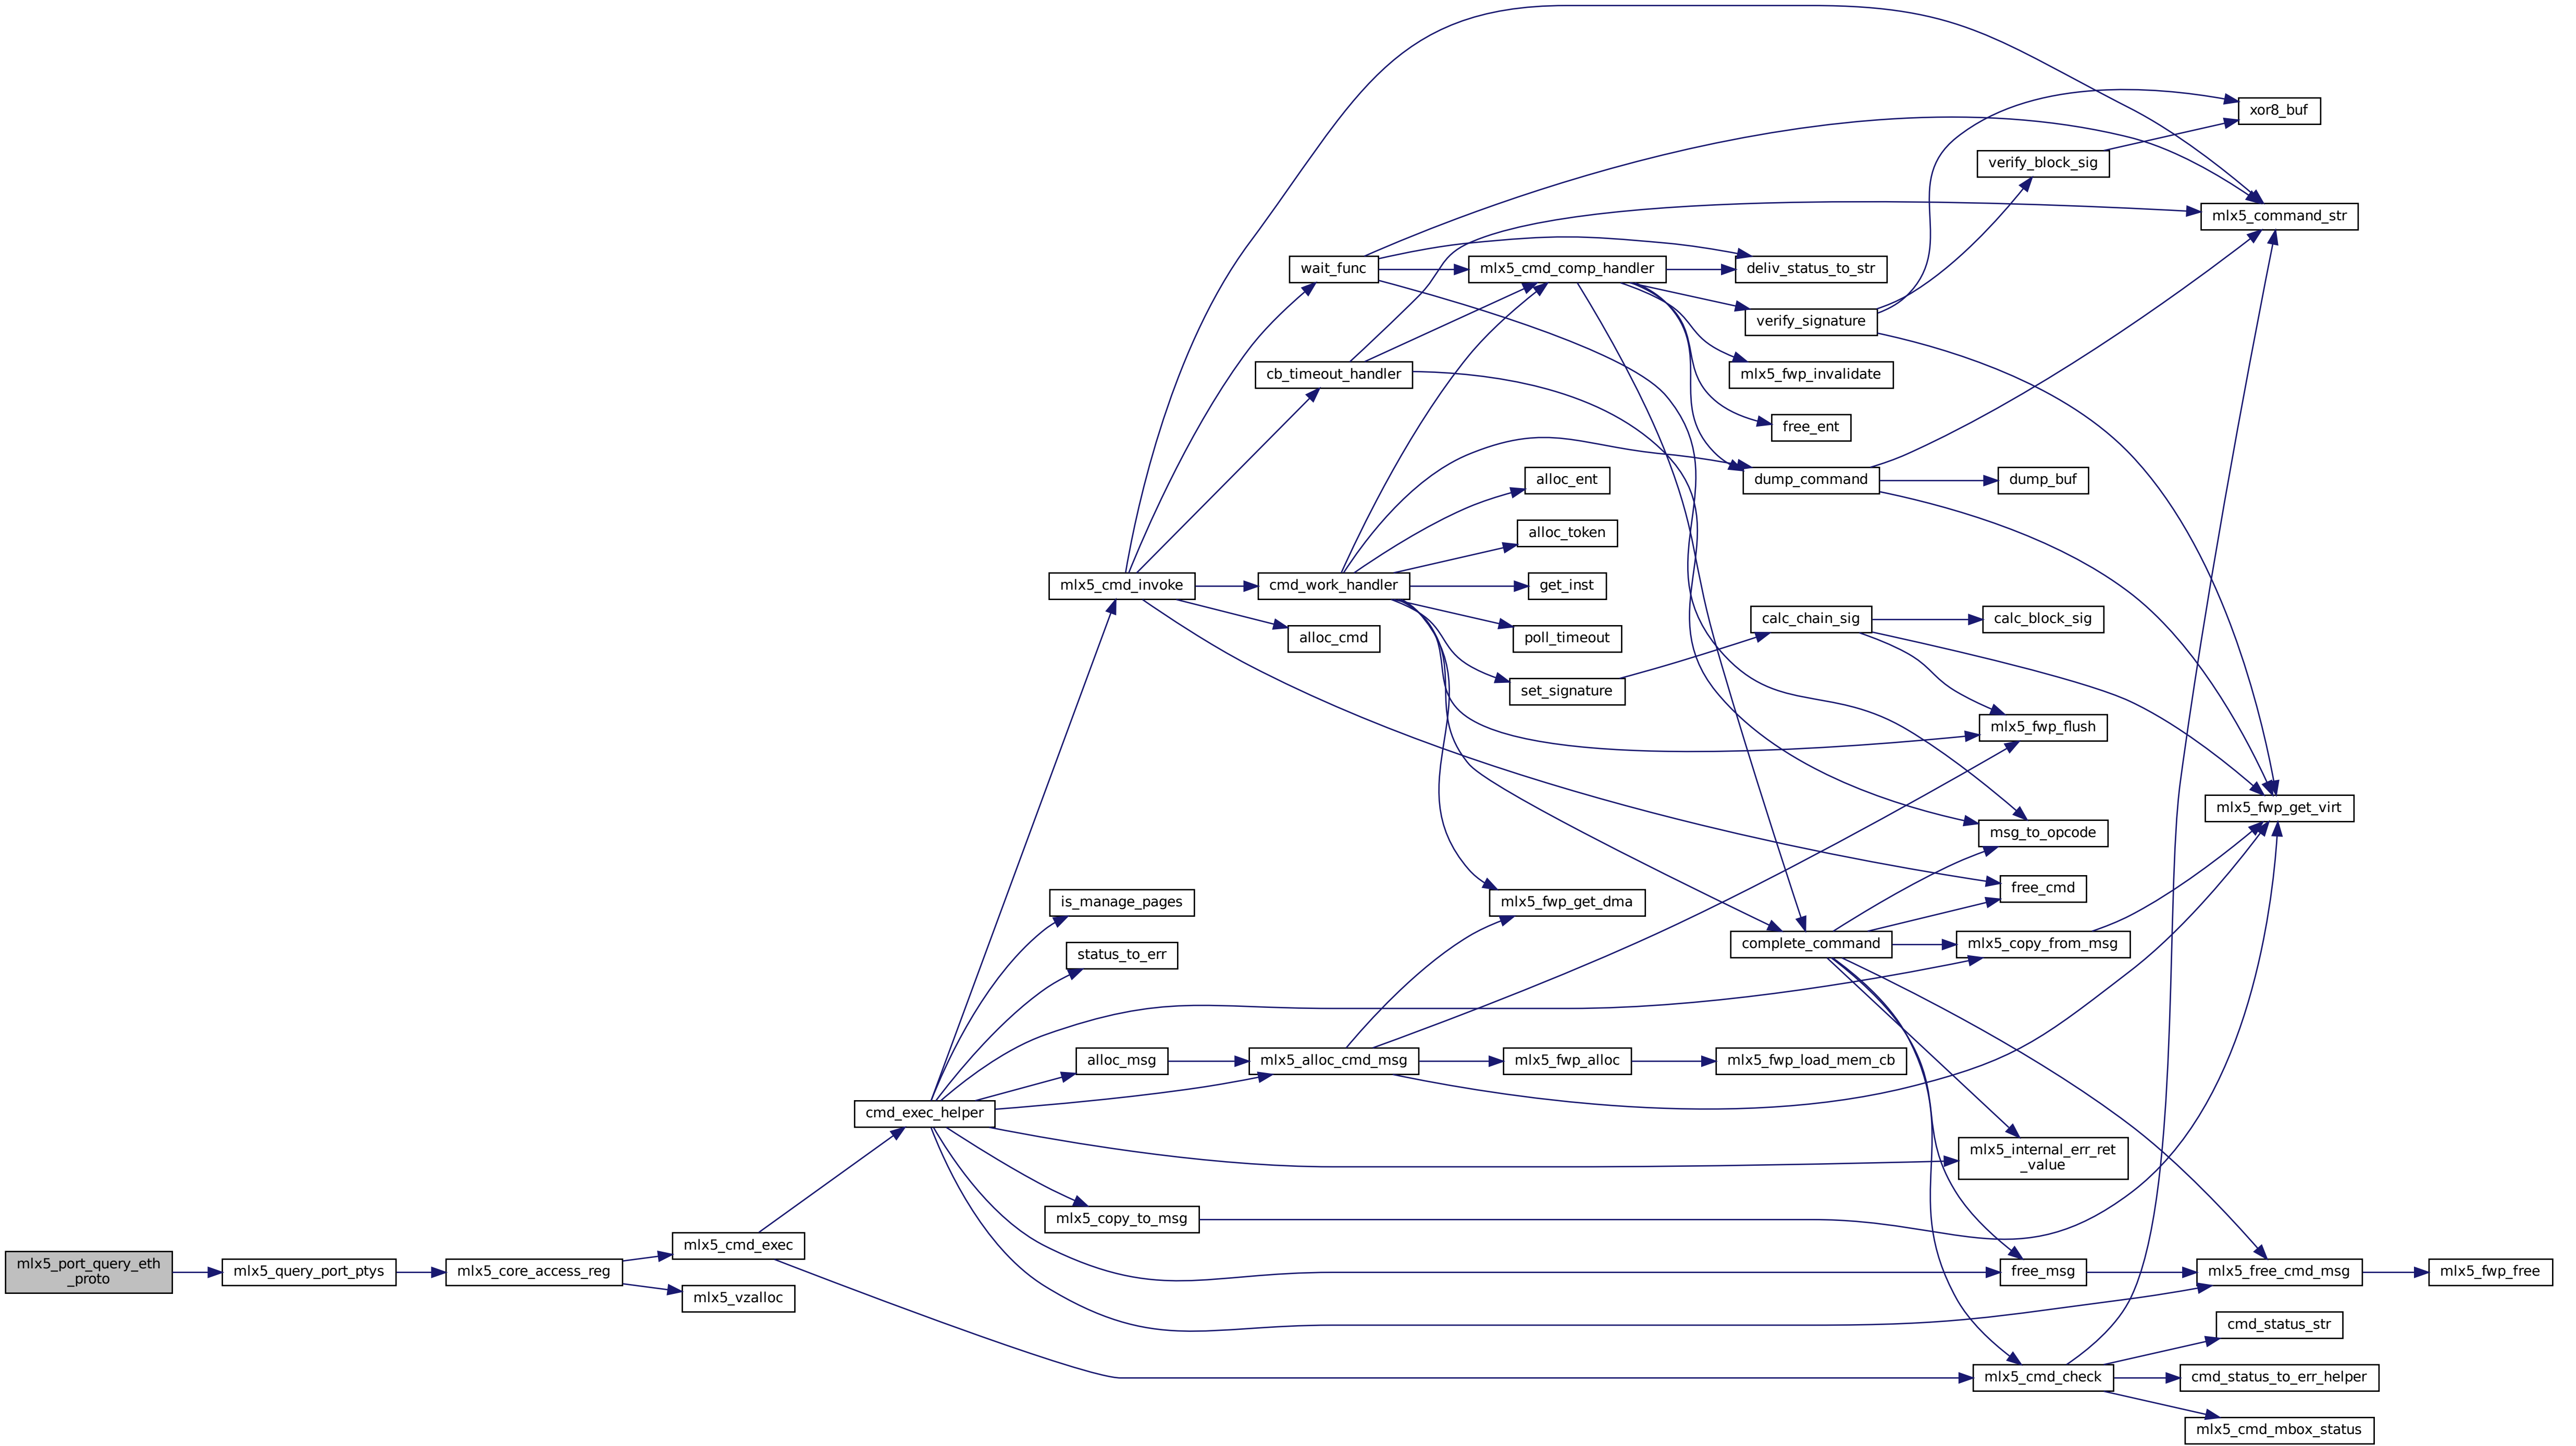 mlx5_port_query_eth
_proto
mlx5_query_port_ptys
mlx5_core_access_reg
mlx5_cmd_exec
mlx5_vzalloc
cmd_exec_helper
mlx5_cmd_invoke
is_manage_pages
status_to_err
alloc_msg
mlx5_copy_to_msg
wait_func
cb_timeout_handler
cmd_work_handler
alloc_cmd
mlx5_alloc_cmd_msg
mlx5_cmd_comp_handler
alloc_ent
alloc_token
get_inst
poll_timeout
set_signature
mlx5_fwp_get_dma
mlx5_fwp_alloc
deliv_status_to_str
verify_signature
mlx5_fwp_invalidate
free_ent
dump_command
calc_chain_sig
complete_command
mlx5_fwp_load_mem_cb
verify_block_sig
dump_buf
calc_block_sig
mlx5_fwp_flush
msg_to_opcode
free_cmd
mlx5_copy_from_msg
mlx5_internal_err_ret
_value
free_msg
mlx5_cmd_check
xor8_buf
mlx5_command_str
mlx5_fwp_get_virt
mlx5_free_cmd_msg
cmd_status_str
cmd_status_to_err_helper
mlx5_cmd_mbox_status
mlx5_fwp_free